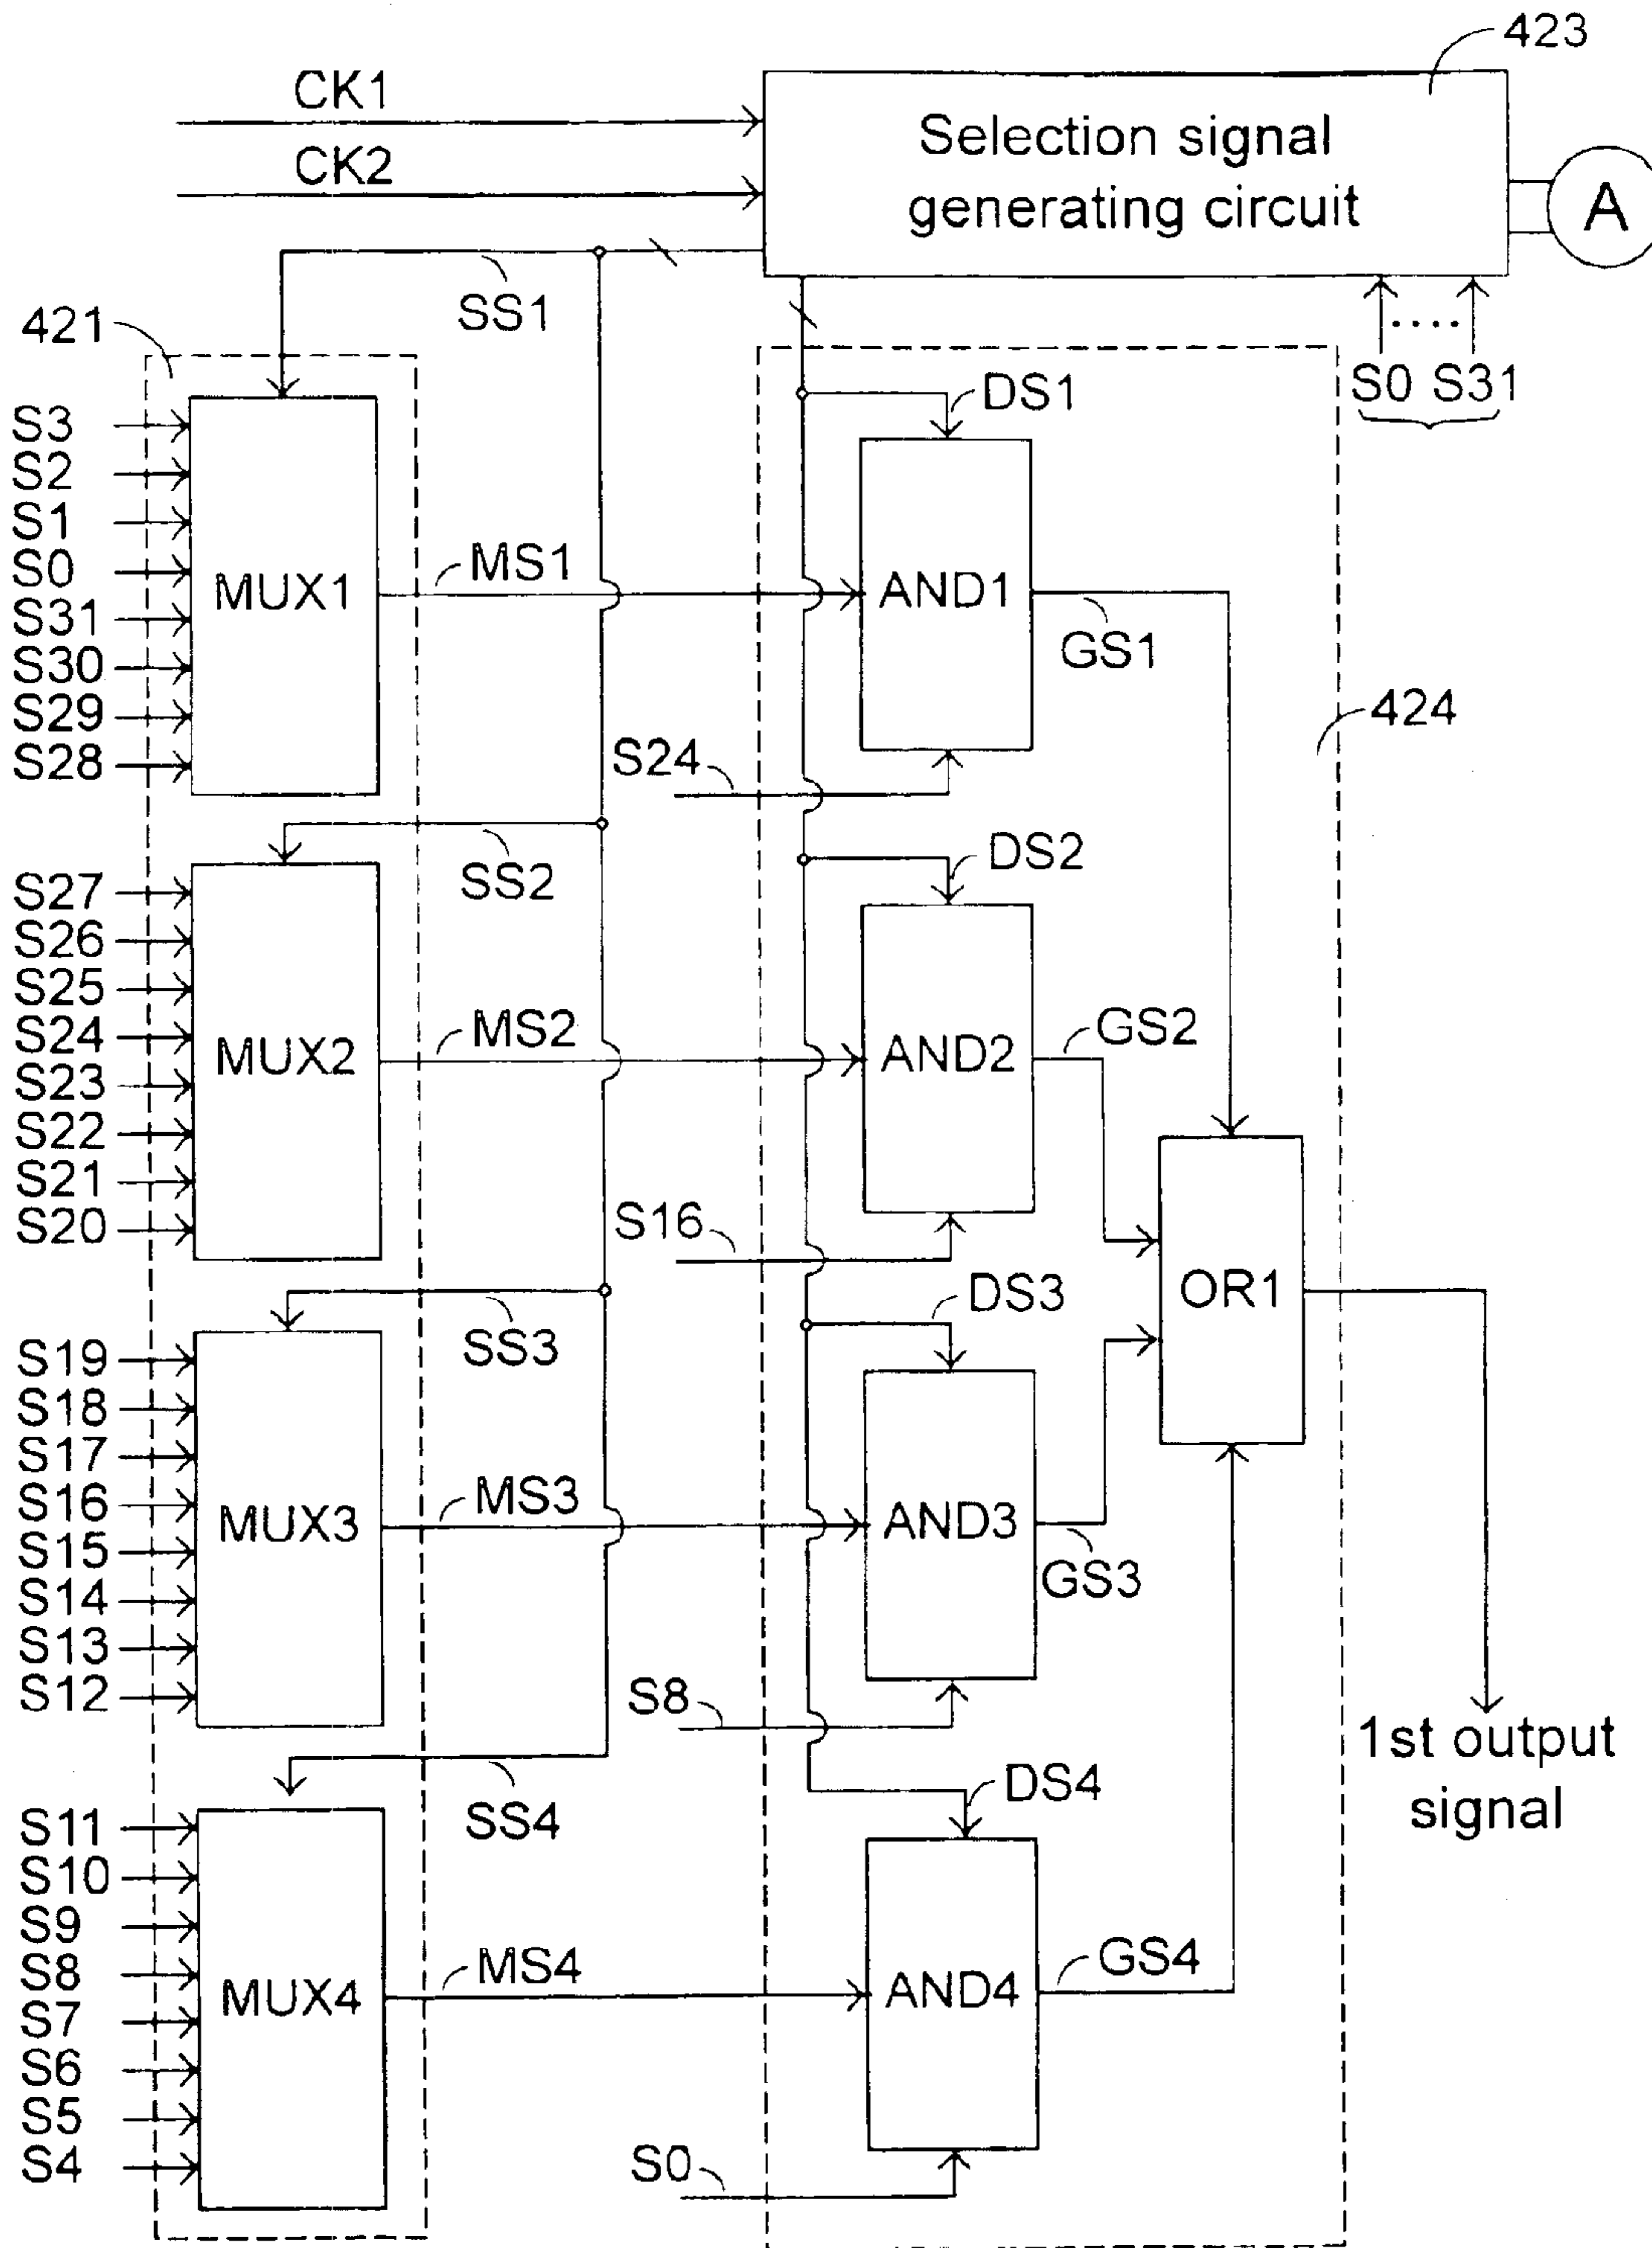 423
CK1
CK2
Selection signal
generating circuit
A
SS1
421
S0 S31
DS1
S3
S2
S1
S0
S31
S30
S29
S28
MUX1
MS1
AND1
GS1
424
S24
SS2
DS2
S27
S26
S25
S24
S23
S22
S21
S20
MUX2
MS2
AND2
GS2
S16
OR1
SS3
DS3
S19
S18
S17
S16
S15
S14
S13
S12
MUX3
MS3
AND3
GS3
S8
1st output
signal
SS4
DS4
S11
S10
S9
S8
S7
S6
S5
S4
MUX4
MS4
AND4
GS4
S0